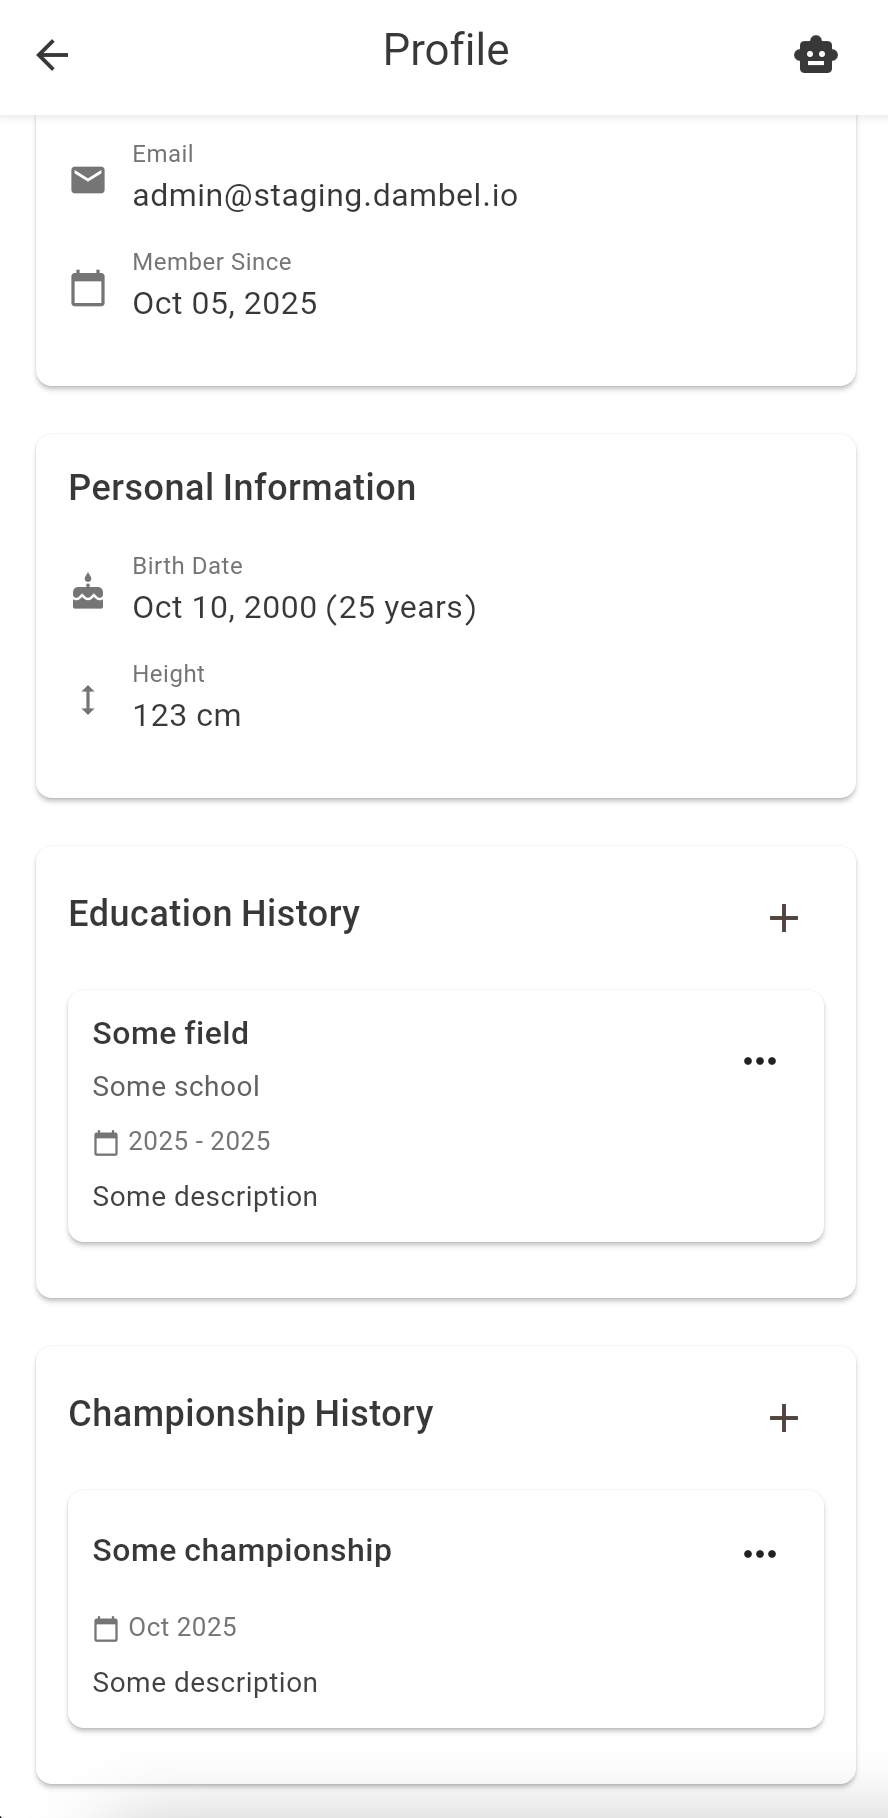 Profile
Email
admin@staging.dambel.io
Member Since
Oct 05, 2025
Personal Information
Birth Date
Oct 10, 2000 (25 years)
Height
123 cm
Education History
Some field
Some school
2025 - 2025
Some description
Championship History
Some championship
Oct 2025
Some description